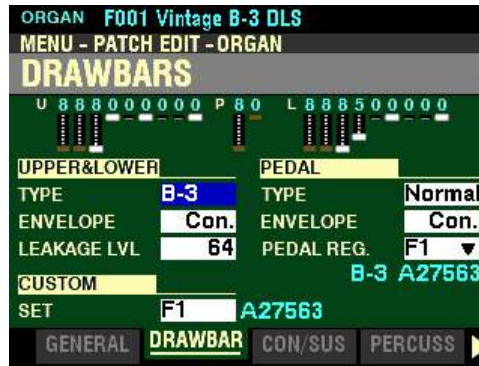 ORGAN F001 Vintage B-3 DLS
MENU - PATCH EDIT - ORGAN
DRAWBARS
U 888000000 P 80 L 888500000
UPPER&LOWER PEDAL
TYPE B-3 TYPE Normal
ENVELOPE Con. ENVELOPE Con.
LEAKAGE LVL 64 PEDAL REG. F1 ▼
B-3 A27563
CUSTOM
SET F1 A27563
GENERAL DRAWBAR CON/SUS PERCUSS